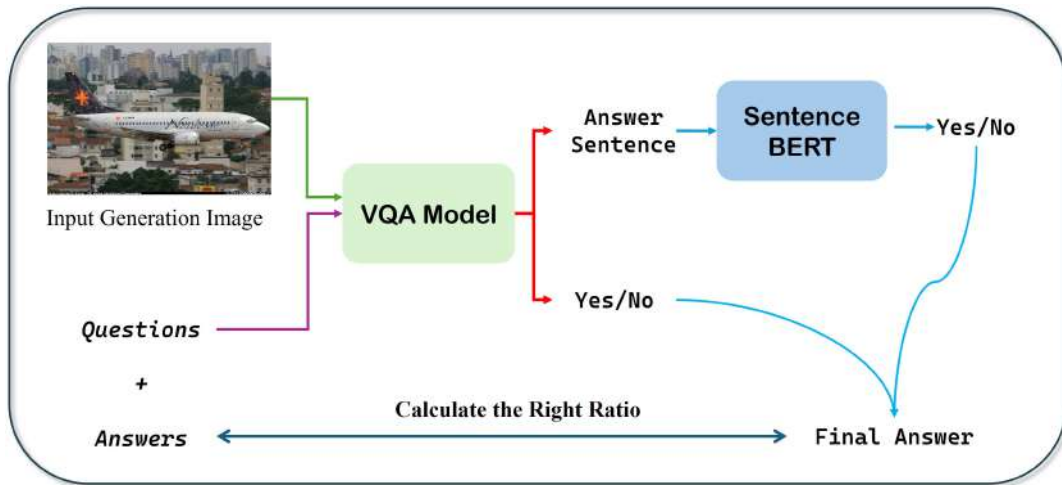 Input Generation Image
Questions
+
Answers
VQA Model
Answer
Sentence
Sentence
BERT
Yes/No
Yes/No
Calculate the Right Ratio
Final Answer